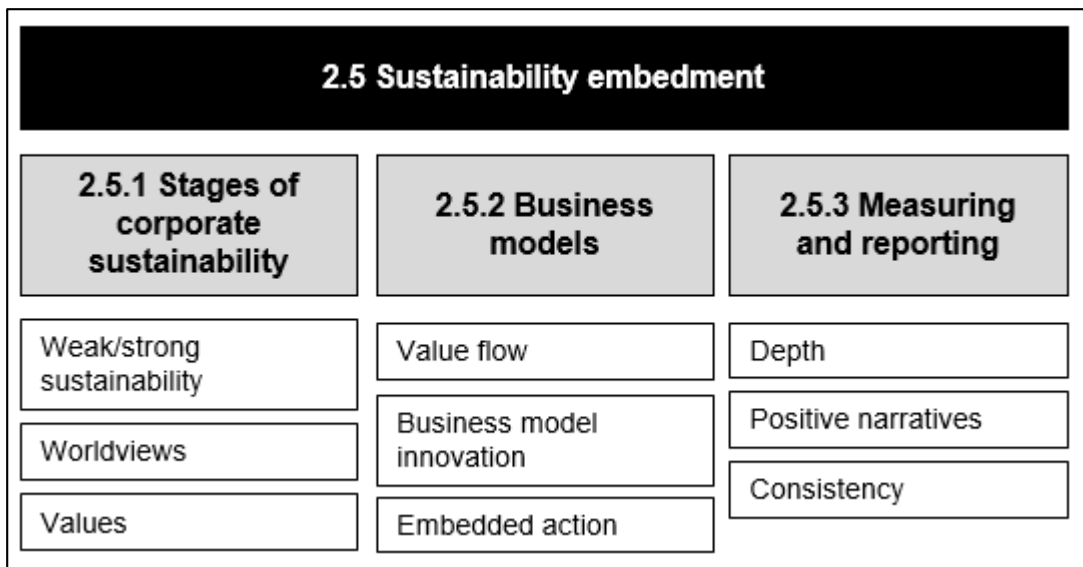 2.5 Sustainability embedment
2.5.1 Stages of
corporate
sustainability
Weak/strong
sustainability
Worldviews
Values
2.5.2 Business
models
Value flow
Business model
innovation
Embedded action
2.5.3 Measuring
and reporting
Depth
Positive narratives
Consistency